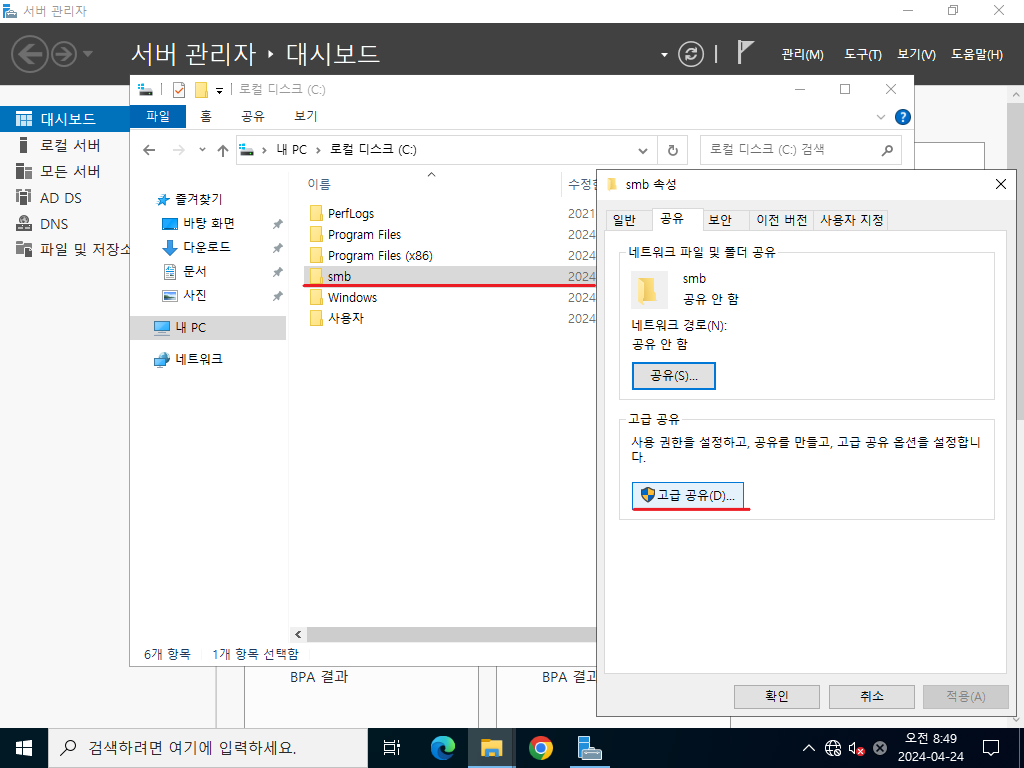 서버 관리자
서버 관리자 ‣ 대시보드
관리(M)
도구(T)
보기(V)
도움말(H)
대시보드
로컬 서버
모든 서버
AD DS
DNS
파일 및 저장소
로컬 디스크 (C:)
파일
홈
공유
보기
내 PC
로컬 디스크 (C:)
로컬 디스크 (C:) 검색
즐겨찾기
바탕 화면
다운로드
문서
사진
내 PC
네트워크
이름
PerfLogs
2021
Program Files
2024
Program Files (x86)
2024
smb
2024
Windows
2024
사용자
2024
6개 항목
1개 항목 선택함
smb 속성
일반
공유
보안
이전 버전
사용자 지정
네트워크 파일 및 폴더 공유
smb
공유 안 함
네트워크 경로(N):
공유 안 함
공유(S)...
고급 공유
사용 권한을 설정하고, 공유를 만들고, 고급 공유 옵션을 설정합니
다.
고급 공유(D)...
확인
취소
적용(A)
BPA 결과
BPA 결과
검색하려면 여기에 입력하세요.
오전 8:49
2024-04-24